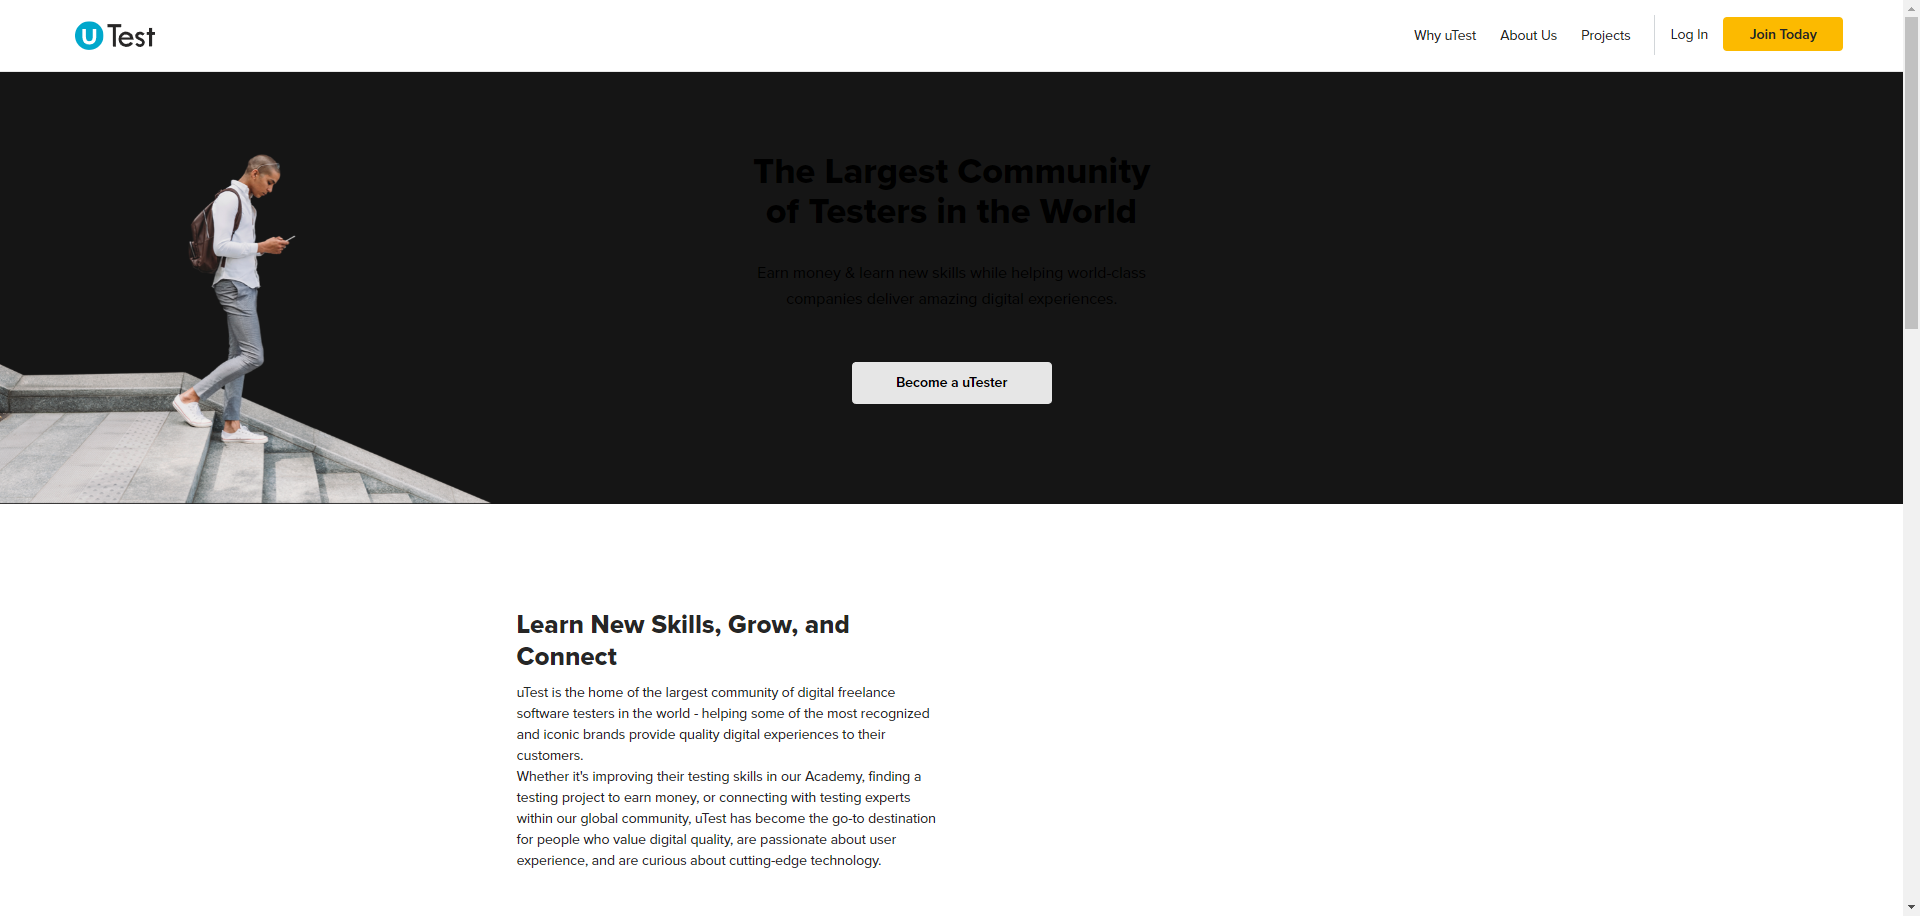 uTest
Why uTest
About Us
Projects
Log In
Join Today
The Largest Community
of Testers in the World
Earn money & learn new skills while helping world-class
companies deliver amazing digital experiences.
Become a uTester
Learn New Skills, Grow, and
Connect
uTest is the home of the largest community of digital freelance
software testers in the world - helping some of the most recognized
and iconic brands provide quality digital experiences to their
customers.
Whether it's improving their testing skills in our Academy, finding a
testing project to earn money, or connecting with testing experts
within our global community, uTest has become the go-to destination
for people who value digital quality, are passionate about user
experience, and are curious about cutting-edge technology.